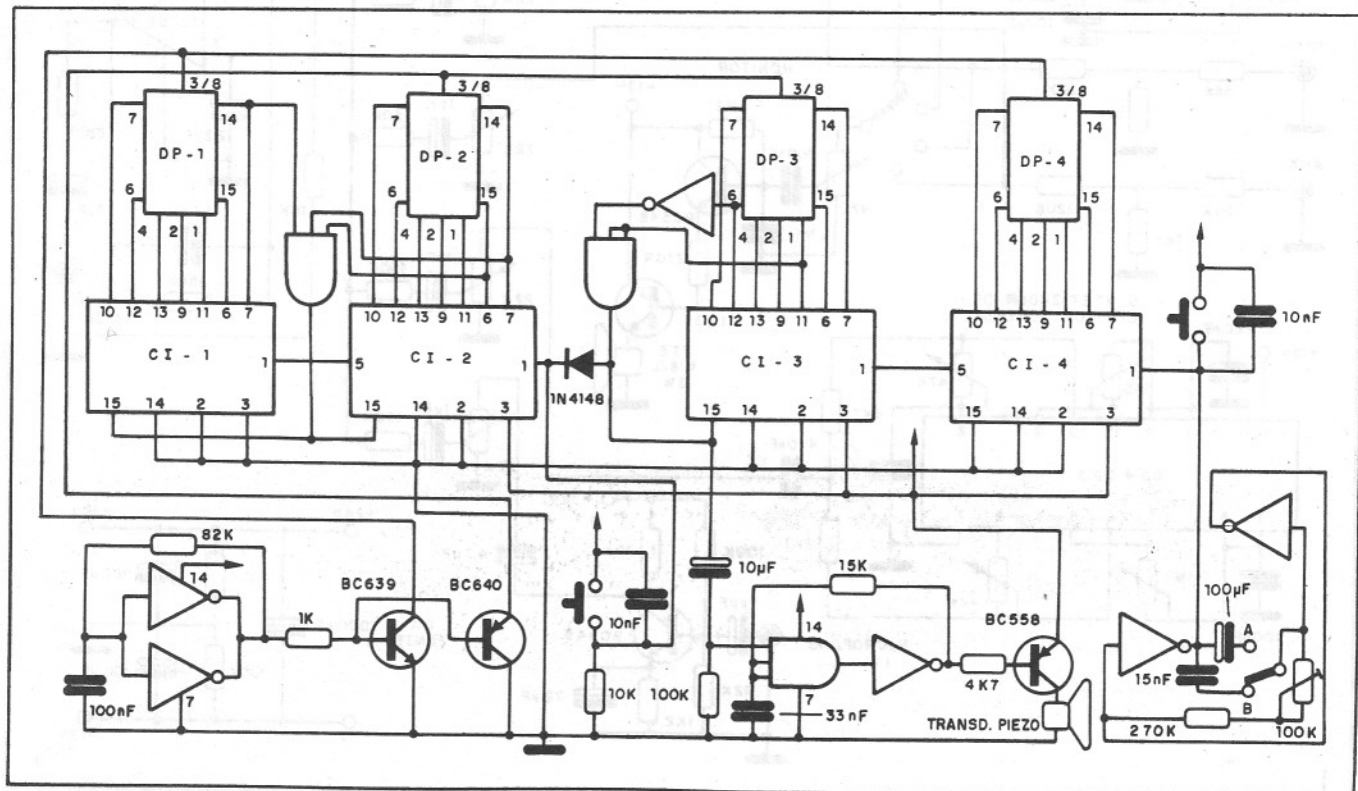 3/8
7
14
DP-1
6
15
4
2
1
3/8
7
14
DP-2
6
15
4
2
1
3/8
7
14
DP-3
6
15
4
2
1
3/8
7
14
DP-4
6
15
4
2
1
10 12 13 9 11 6 7
CI-1
1
15 14 2 3
10 12 13 9 11 6 7
5
CI-2
1
15 14 2 3
1N4148
10 12 13 9 11 6 7
CI-3
1
15 14 2 3
10 12 13 9 11 6 7
5
CI-4
1
15 14 2 3
10nF
82K
14
7
100nF
1K
BC639
BC640
10nF
10K
100K
10µF
15K
14
7
33nF
4K7
BC558
TRANSD. PIEZO
100µF
A
15nF
B
270K
100K